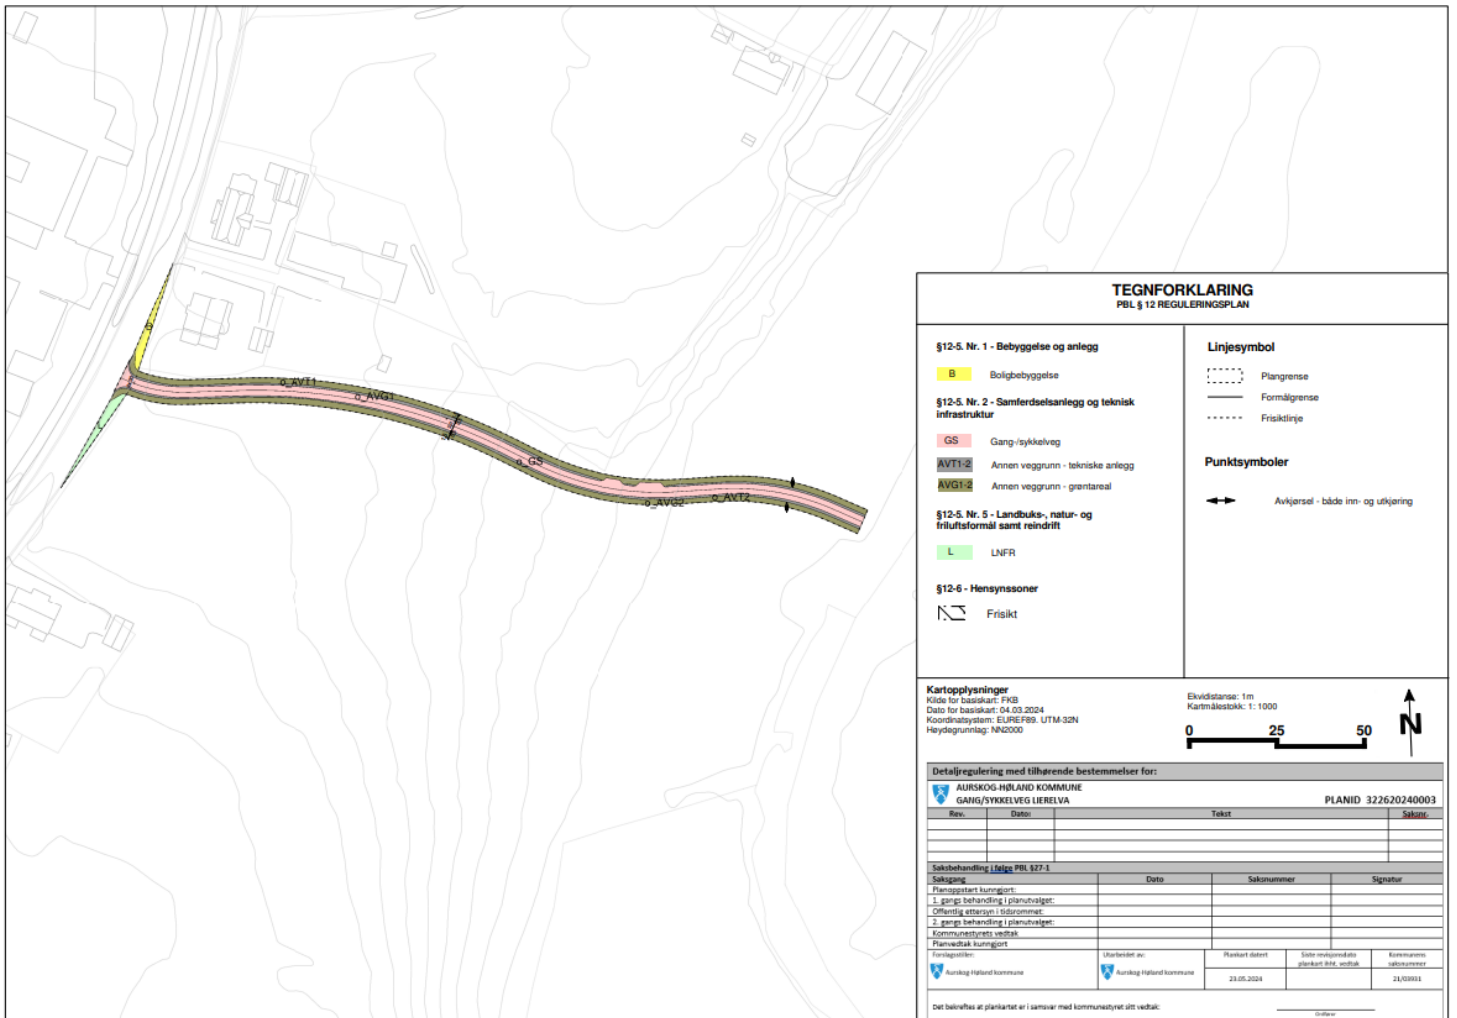 B
o_AVT1
o_AVG1
o_GS
o_AVG2
o_AVT2
L
TEGNFORKLARING
PBL § 12 REGULERINGSPLAN
§12-5. Nr. 1 - Bebyggelse og anlegg
B Boligbebyggelse
§12-5. Nr. 2 - Samferdselsanlegg og teknisk
infrastruktur
GS Gang-/sykkelveg
AVT1-2 Annen veggrunn - tekniske anlegg
AVG1-2 Annen veggrunn - grøntareal
§12-5. Nr. 5 - Landbuks-, natur- og
friluftsformål samt reindrift
L LNFR
§12-6 - Hensynssoner
Frisikt
Linjesymbol
Plangrense
Formålgrense
Frisiktlinje
Punktsymboler
Avkjørsel - både inn- og utkjøring
Kartopplysninger
Kilde for basiskart: FKB
Dato for basiskart: 04.03.2024
Koordinatsystem: EUREF89. UTM-32N
Høydegrunnlag: NN2000
Ekvidistanse: 1m
Kartmålestokk: 1: 1000
0 25 50
N
Detaljregulering med tilhørende bestemmelser for:
AURSKOG-HØLAND KOMMUNE
GANG/SYKKELVEG LIERELVA
PLANID 322620240003
Rev. Dato: Tekst Saksnr.
Saksbehandling i følge PBL §27-1
Saksgang Dato Saksnummer Signatur
Planoppstart kunngjort:
1. gangs behandling i planutvalget:
Offentlig ettersyn i tidsrommet:
2. gangs behandling i planutvalget:
Kommunestyrets vedtak
Planvedtak kunngjort
Forslagsstiller: Utarbeidet av: Plankart datert Siste revisjonsdato Kommunens
plankart ihht. vedtak saksnummer
Aurskog-Høland kommune Aurskog-Høland kommune
23.05.2024 21/03931
Det bekreftes at plankartet er i samsvar med kommunestyret sitt vedtak:
Ordfører